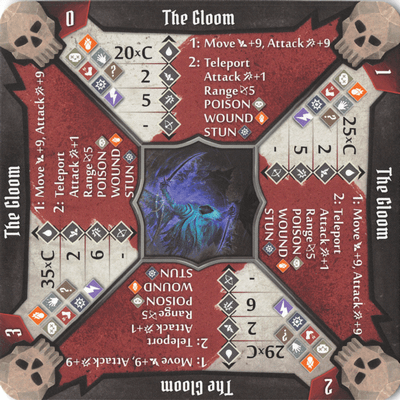 0
The Gloom
20xC
2
5
-
1: Move +9, Attack +9
2: Teleport
Attack +1
Range 5
POISON
WOUND
STUN
1
The Gloom
25xC
2
5
-
1: Move +9, Attack +9
2: Teleport
Attack +1
Range 5
POISON
WOUND
STUN
2
The Gloom
29xC
2
6
-
1: Move +9, Attack +9
2: Teleport
Attack +1
Range 5
POISON
WOUND
STUN
3
The Gloom
35xC
2
6
-
1: Move +9, Attack +9
2: Teleport
Attack +1
Range 5
POISON
WOUND
STUN